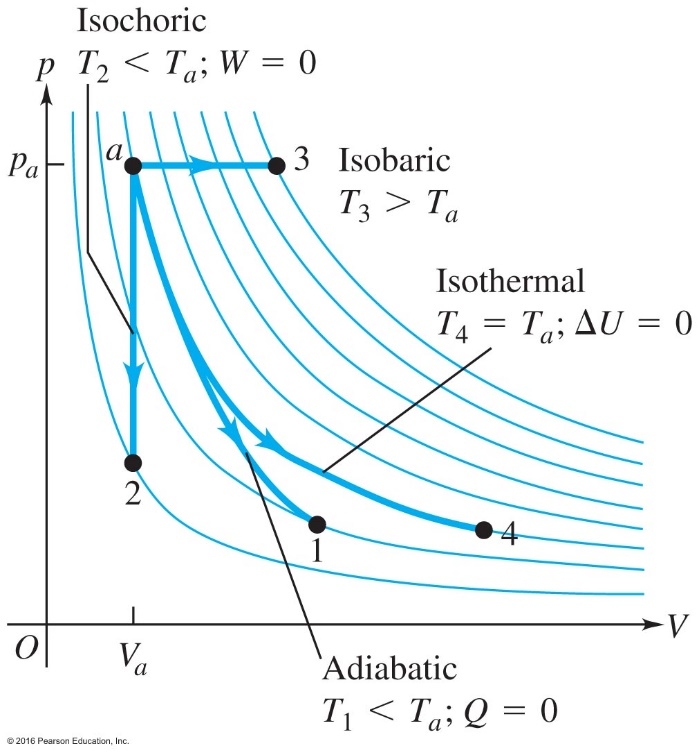 Isochoric
T₂ < Tₐ; W = 0
p
pₐ
a
3
Isobaric
T₃ > Tₐ
Isothermal
T₄ = Tₐ; ΔU = 0
2
1
4
O
Vₐ
V
Adiabatic
T₁ < Tₐ; Q = 0
© 2016 Pearson Education, Inc.